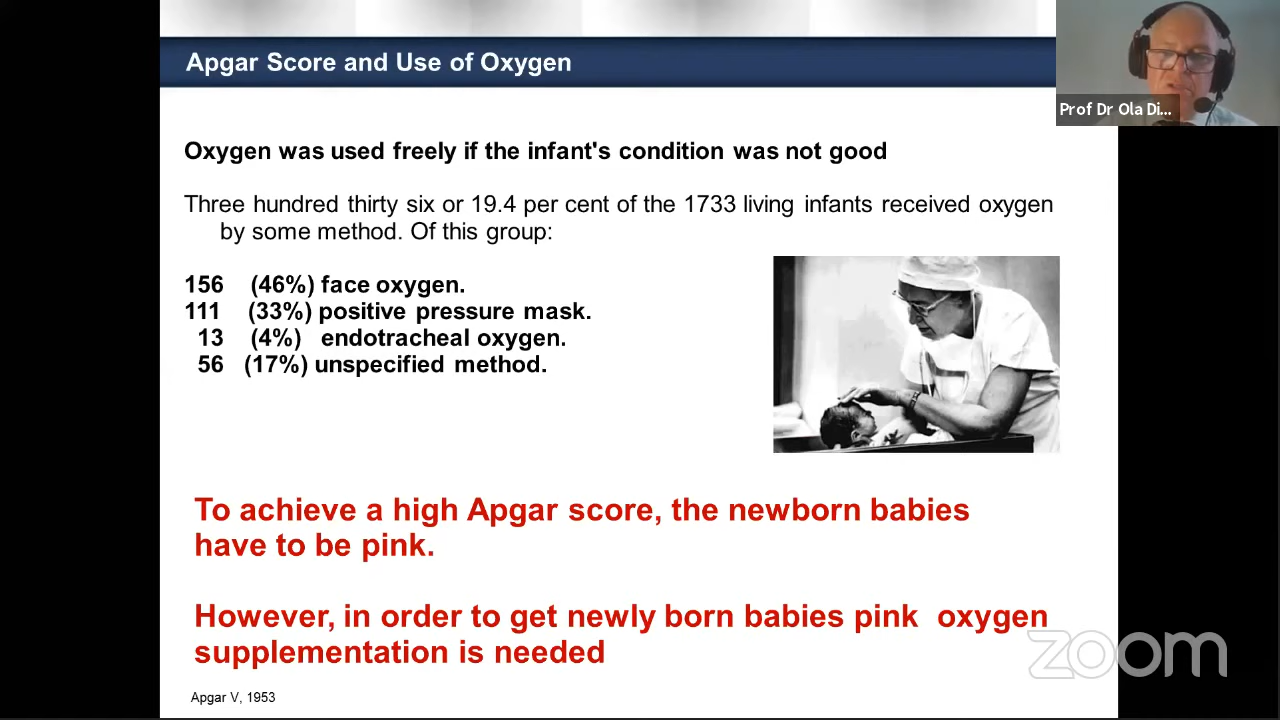 Apgar Score and Use of Oxygen
Prof Dr Ola Di...
Oxygen was used freely if the infant's condition was not good
Three hundred thirty six or 19.4 per cent of the 1733 living infants received oxygen
by some method. Of this group:
156 (46%) face oxygen.
111 (33%) positive pressure mask.
13 (4%) endotracheal oxygen.
56 (17%) unspecified method.
To achieve a high Apgar score, the newborn babies
have to be pink.
However, in order to get newly born babies pink oxygen
supplementation is needed
zoom
Apgar V, 1953